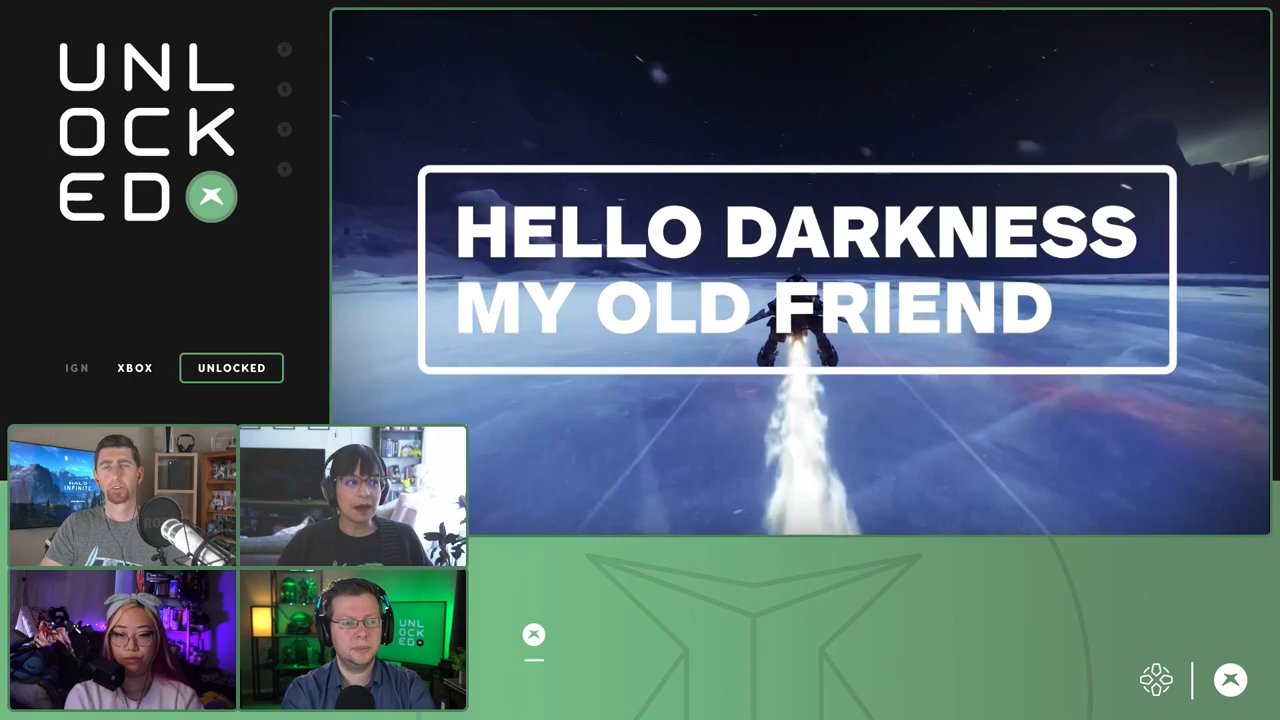 UNL
OCK
ED
A
B
X
Y
HELLO DARKNESS
MY OLD FRIEND
IGN
XBOX
UNLOCKED
HALO
INFINITE
UNL
OCK
ED